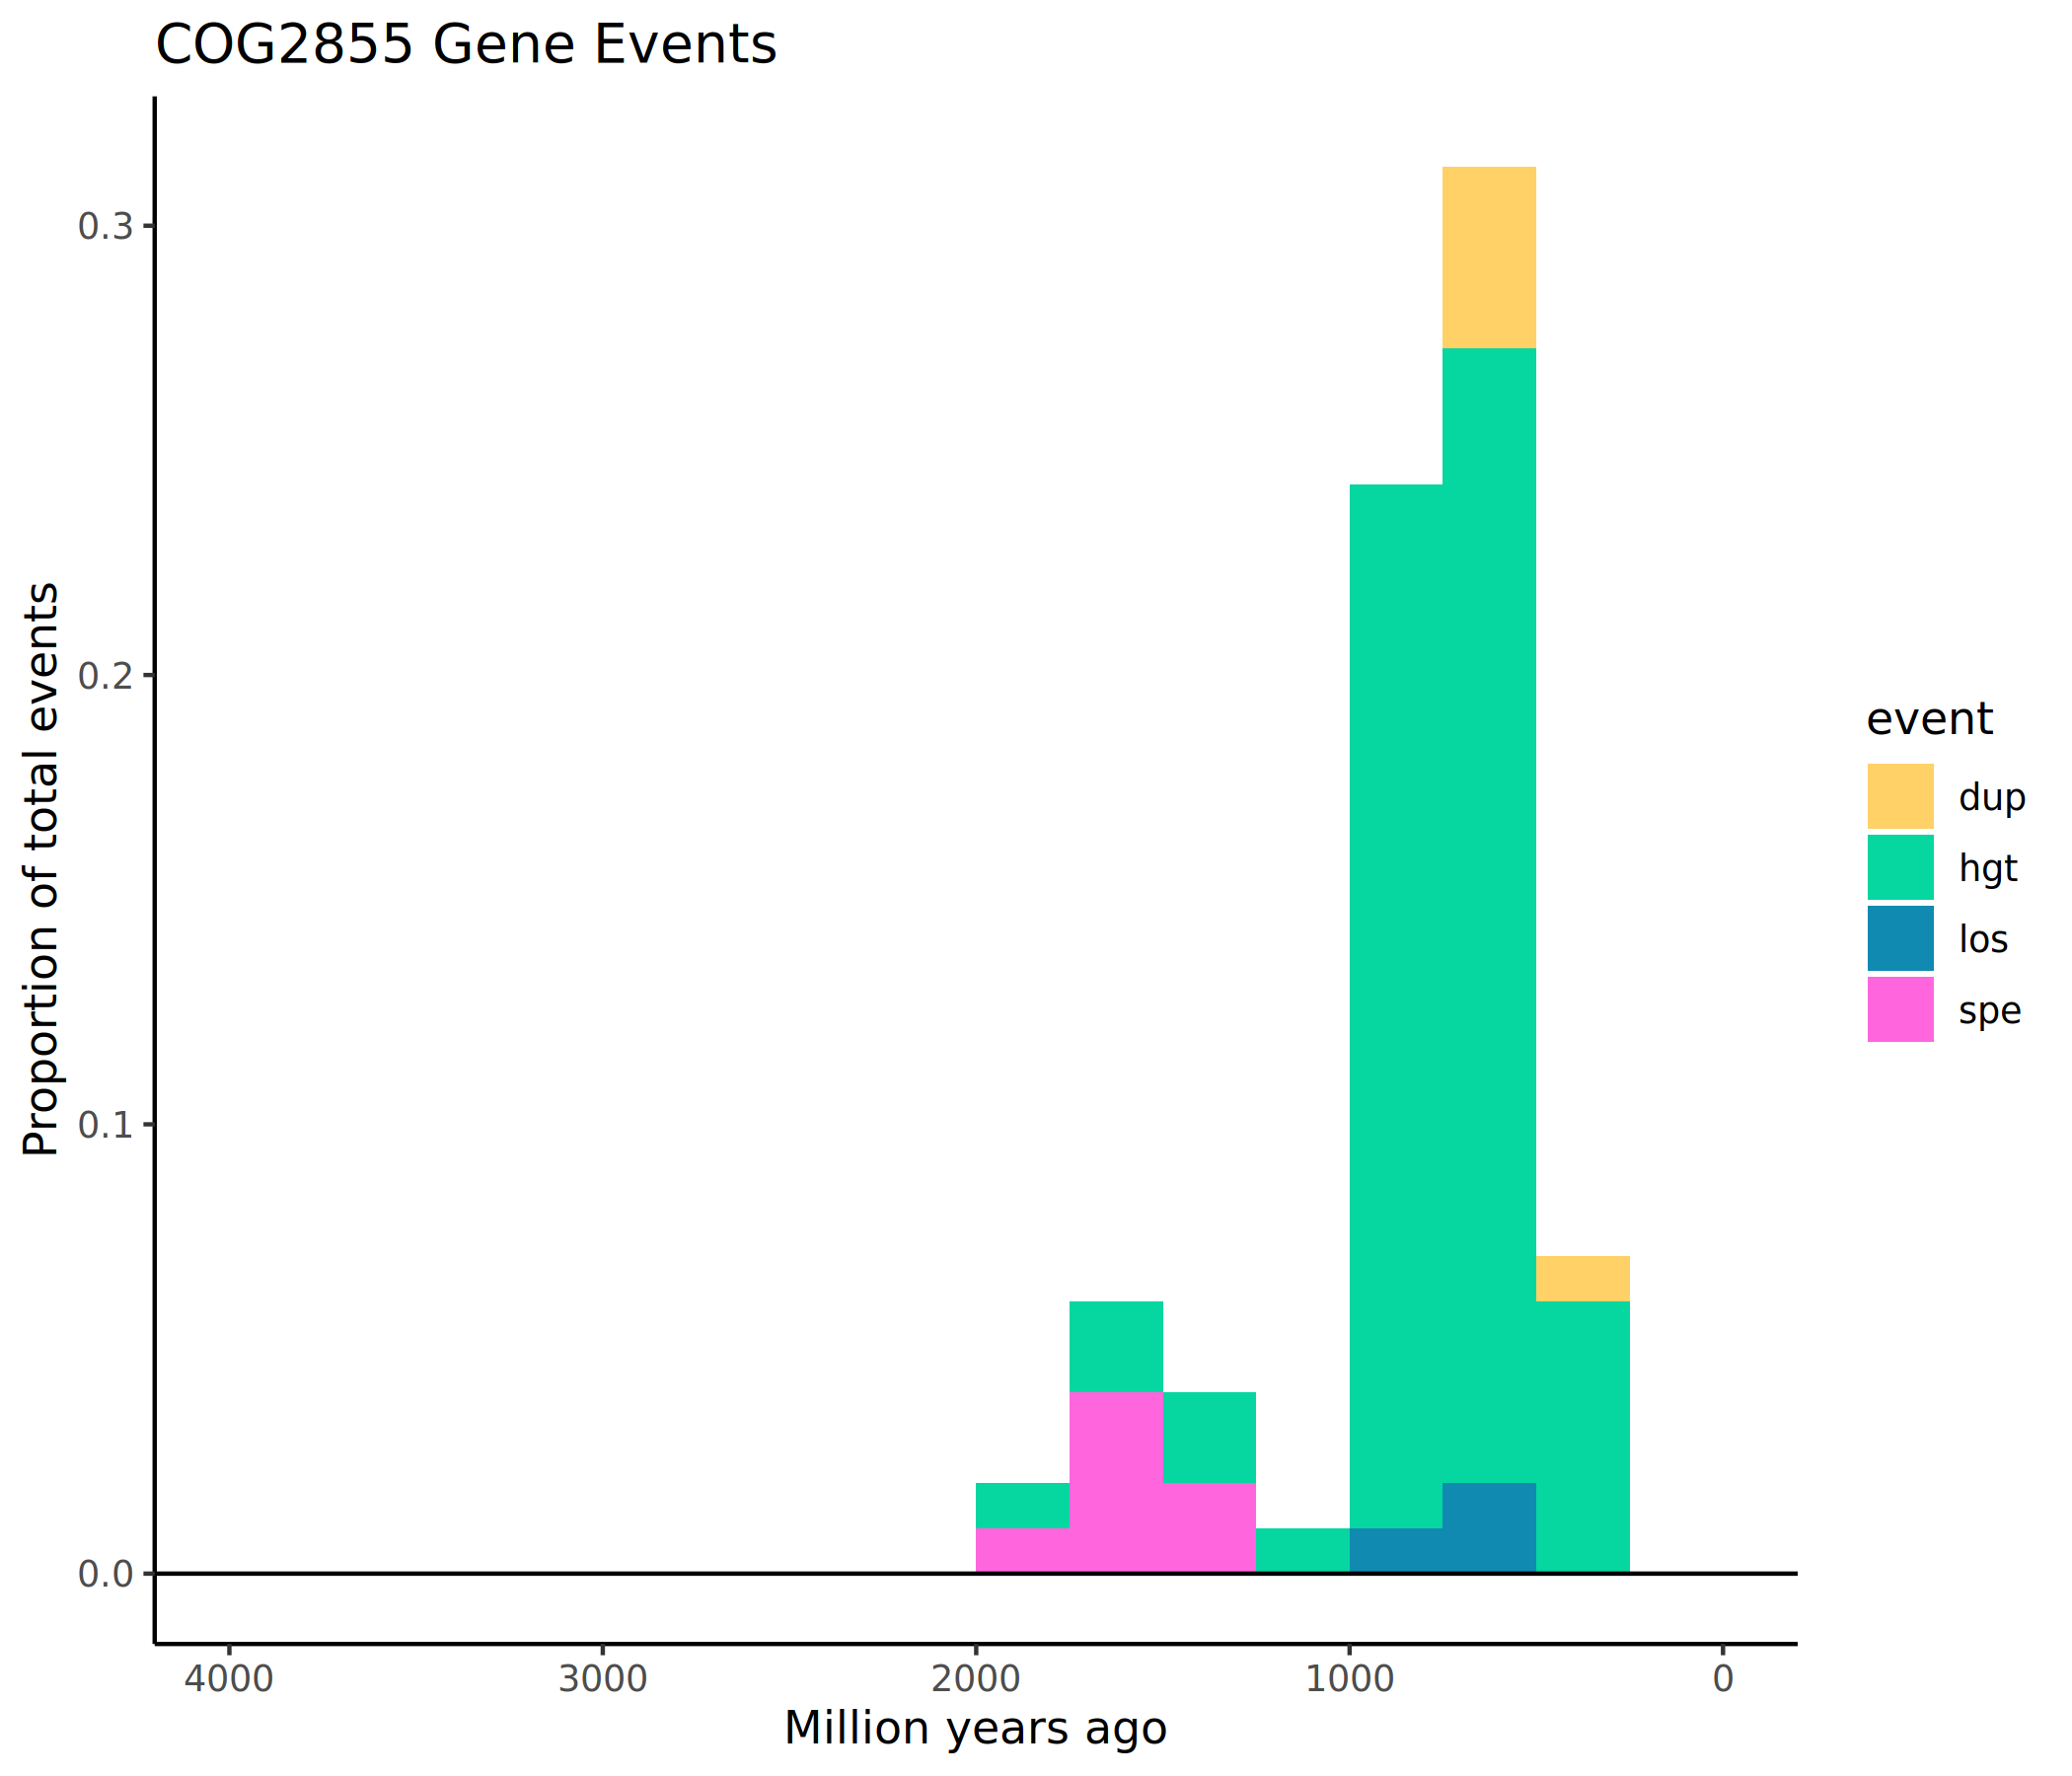 COG2855 Gene Events
Proportion of total events
0.3
0.2
0.1
0.0
4000 3000 2000 1000 0
Million years ago
event
dup
hgt
los
spe